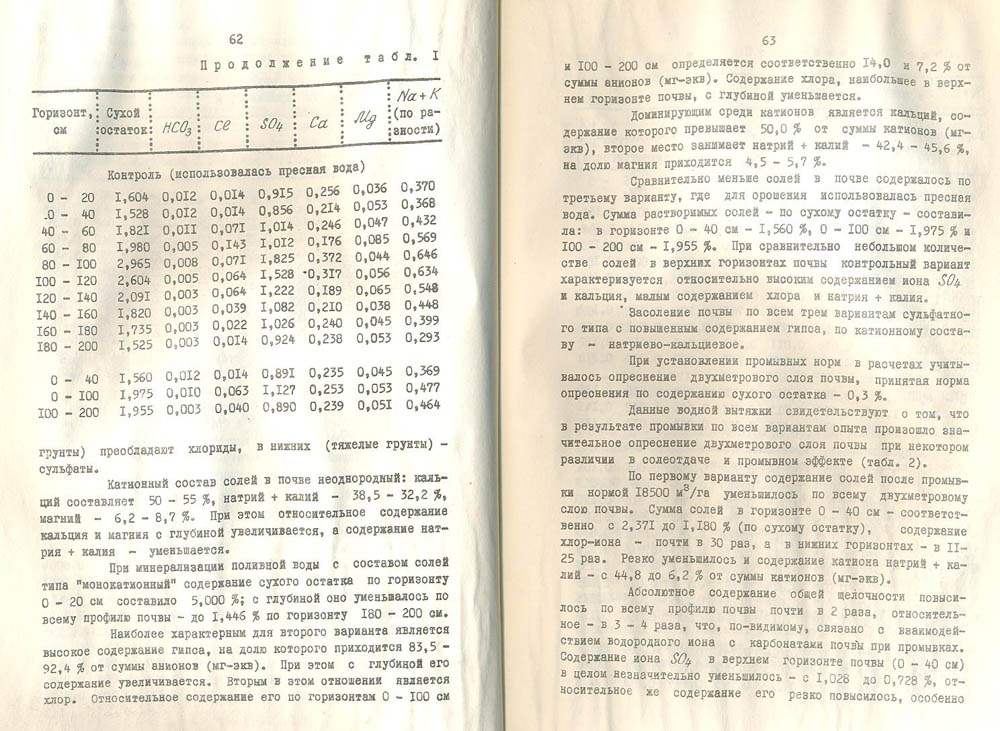 62
Продолжение табл. I
Горизонт, см | Сухой остаток | HCO3 | Cl | SO4 | Ca | Mg | Na + K (по разности)
Контроль (использовалась пресная вода)
0 – 20 I,604 0,0I2 0,0I4 0,9I5 0,256 0,036 0,370
.0 – 40 I,528 0,0I2 0,0I4 0,856 0,2I4 0,053 0,368
40 – 60 I,82I 0,0II 0,07I I,0I4 0,246 0,047 0,432
60 – 80 I,980 0,005 0,I43 I,0I2 0,I76 0,085 0,569
80 – I00 2,965 0,008 0,07I I,825 0,372 0,044 0,646
I00 – I20 2,604 0,005 0,064 I,528 0,3I7 0,056 0,634
I20 – I40 2,09I 0,003 0,064 I,222 0,I89 0,065 0,548
I40 – I60 I,820 0,003 0,039 I,082 0,2I0 0,038 0,448
I60 – I80 I,735 0,003 0,022 I,026 0,240 0,045 0,399
I80 – 200 I,525 0,003 0,0I4 0,924 0,238 0,053 0,293
0 – 40 I,560 0,0I2 0,0I4 0,89I 0,235 0,045 0,369
0 – I00 I,975 0,0I0 0,063 I,I27 0,253 0,053 0,477
I00 – 200 I,955 0,003 0,040 0,890 0,239 0,05I 0,464
грунты) преобладают хлориды, в нижних (тяжелые грунты) –
сульфаты.
Катионный состав солей в почве неоднородный: каль-
ций составляет 50 – 55 %, натрий + калий – 38,5 – 32,2 %,
магний – 6,2 – 8,7 %. При этом относительное содержание
кальция и магния с глубиной увеличивается, а содержание нат-
рия + калия – уменьшается.
При минерализации поливной воды с составом солей
типа "монокатионный" содержание сухого остатка по горизонту
0 – 20 см составило 5,000 %; с глубиной оно уменьшалось по
всему профилю почвы – до I,446 % по горизонту I80 – 200 см.
Наиболее характерным для второго варианта является
высокое содержание гипса, на долю которого приходится 83,5 –
92,4 % от суммы анионов (мг-экв). При этом с глубиной его
содержание увеличивается. Вторым в этом отношении является
хлор. Относительное содержание его по горизонтам 0 – I00 см
63
и I00 – 200 см определяется соответственно I4,0 и 7,2 % от
суммы анионов (мг-экв). Содержание хлора, наибольшее в верх-
нем горизонте почвы, с глубиной уменьшается.
Доминирующим среди катионов является кальций, со-
держание которого превышает 50,0 % от суммы катионов (мг-
экв), второе место занимает натрий + калий – 42,4 – 45,6 %,
на долю магния приходится 4,5 – 5,7 %.
Сравнительно меньше солей в почве содержалось по
третьему варианту, где для орошения использовалась пресная
вода. Сумма растворимых солей – по сухому остатку – состави-
ла: в горизонте 0 – 40 см – I,560 %, 0 – I00 см – I,975 % и
I00 – 200 см – I,955 %. При сравнительно небольшом количе-
стве солей в верхних горизонтах почвы контрольный вариант
характеризуется относительно высоким содержанием иона SO4
и кальция, малым содержанием хлора и натрия + калия.
Засоление почвы по всем трем вариантам сульфатно-
го типа с повышенным содержанием гипса, по катионному соста-
ву – натриево-кальциевое.
При установлении промывных норм в расчетах учиты-
валось опреснение двухметрового слоя почвы, принятая норма
опреснения по содержанию сухого остатка – 0,3 %.
Данные водной вытяжки свидетельствуют о том, что
в результате промывки по всем вариантам опыта произошло зна-
чительное опреснение двухметрового слоя почвы при некотором
различии в солеотдаче и промывном эффекте (табл. 2).
По первому варианту содержание солей после промыв-
ки нормой I8500 м3/га уменьшилось по всему двухметровому
слою почвы. Сумма солей в горизонте 0 – 40 см – соответст-
венно с 2,37I до I,I80 % (по сухому остатку), содержание
хлор-иона – почти в 30 раз, а в нижних горизонтах – в II-
25 раз. Резко уменьшилось и содержание катиона натрий + ка-
лий – с 44,8 до 6,2 % от суммы катионов (мг-экв).
Абсолютное содержание общей щелочности повыси-
лось по всему профилю почвы почти в 2 раза, относитель-
ное – в 3 – 4 раза, что, по-видимому, связано с взаимодей-
ствием водородного иона с карбонатами почвы при промывках.
Содержание иона SO4 в верхнем горизонте почвы (0 – 40 см)
в целом незначительно уменьшилось – с I,028 до 0,728 %, от-
носительное же содержание его резко повысилось, особенно